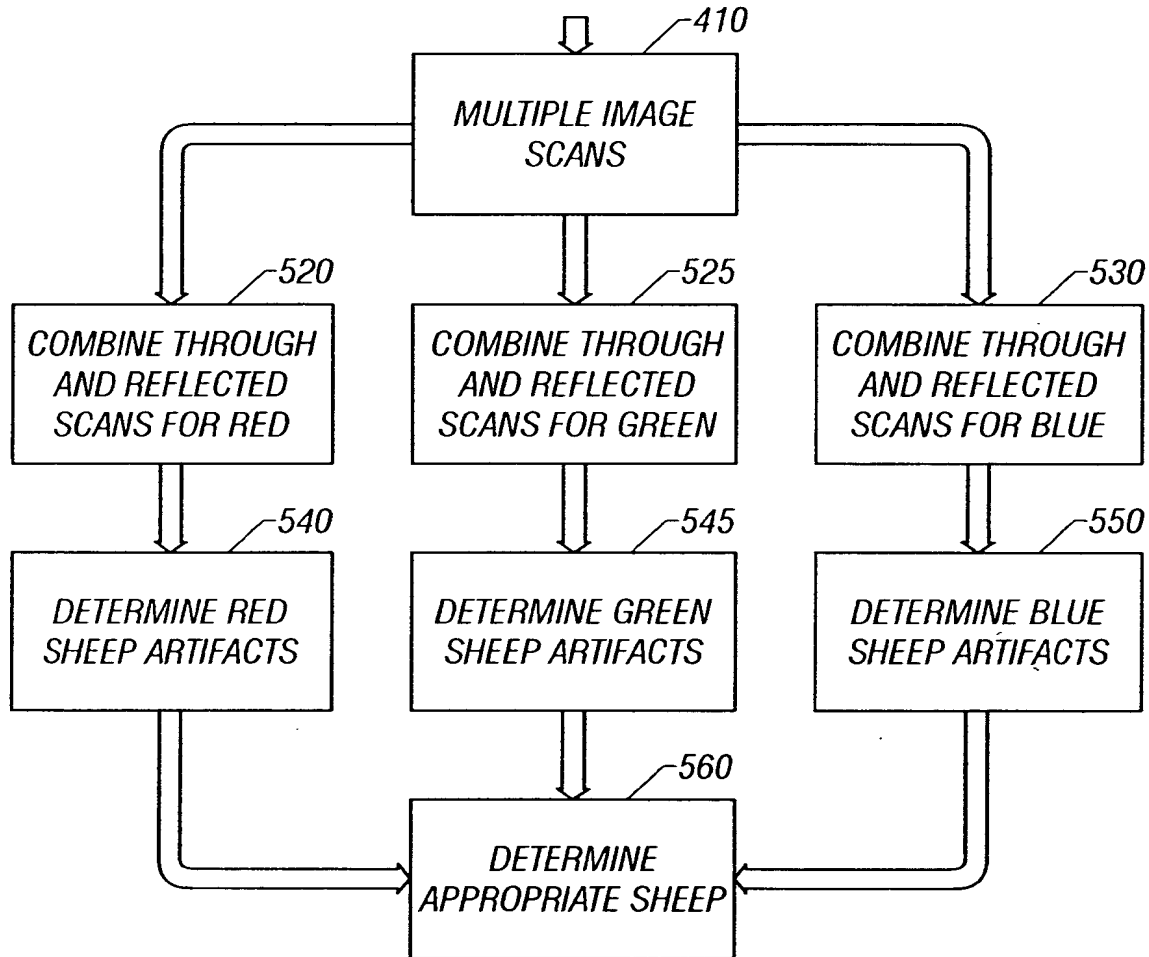 410
MULTIPLE IMAGE
SCANS
520
525
530
COMBINE THROUGH
AND REFLECTED
SCANS FOR RED
COMBINE THROUGH
AND REFLECTED
SCANS FOR GREEN
COMBINE THROUGH
AND REFLECTED
SCANS FOR BLUE
540
545
550
DETERMINE RED
SHEEP ARTIFACTS
DETERMINE GREEN
SHEEP ARTIFACTS
DETERMINE BLUE
SHEEP ARTIFACTS
560
DETERMINE
APPROPRIATE SHEEP